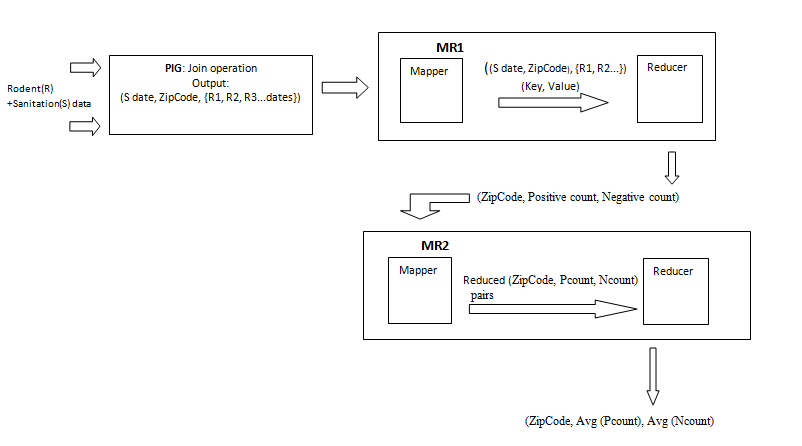 Rodent(R)
+Sanitation(S) data
PIG: Join operation
Output:
(S date, ZipCode, {R1, R2, R3...dates})
MR1
Mapper
((S date, ZipCode), {R1, R2...})
(Key, Value)
Reducer
(ZipCode, Positive count, Negative count)
MR2
Mapper
Reduced (ZipCode, Pcount, Ncount)
pairs
Reducer
(ZipCode, Avg (Pcount), Avg (Ncount)